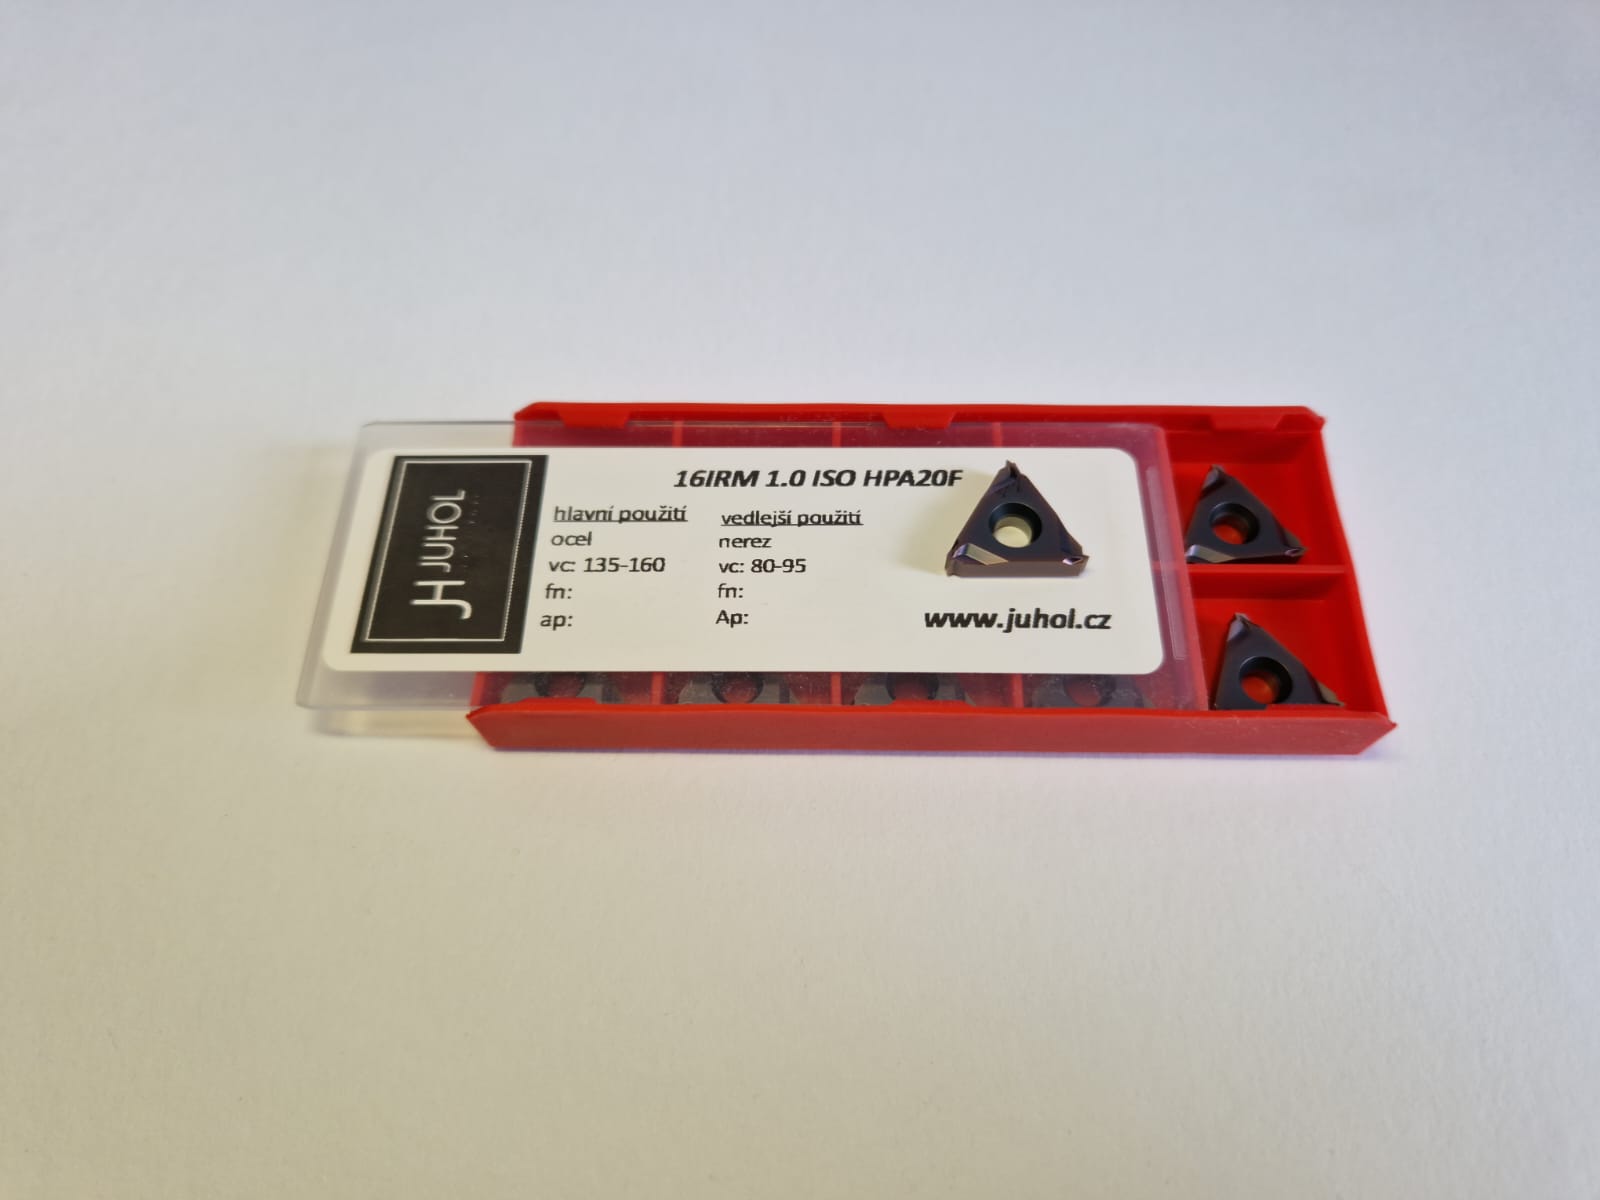 JH JUHOL
16IRM 1.0 ISO HPA20F
hlavní použití
ocel
vc: 135-160
fn:
ap:
vedlejší použití
nerez
vc: 80-95
fn:
Ap:
www.juhol.cz